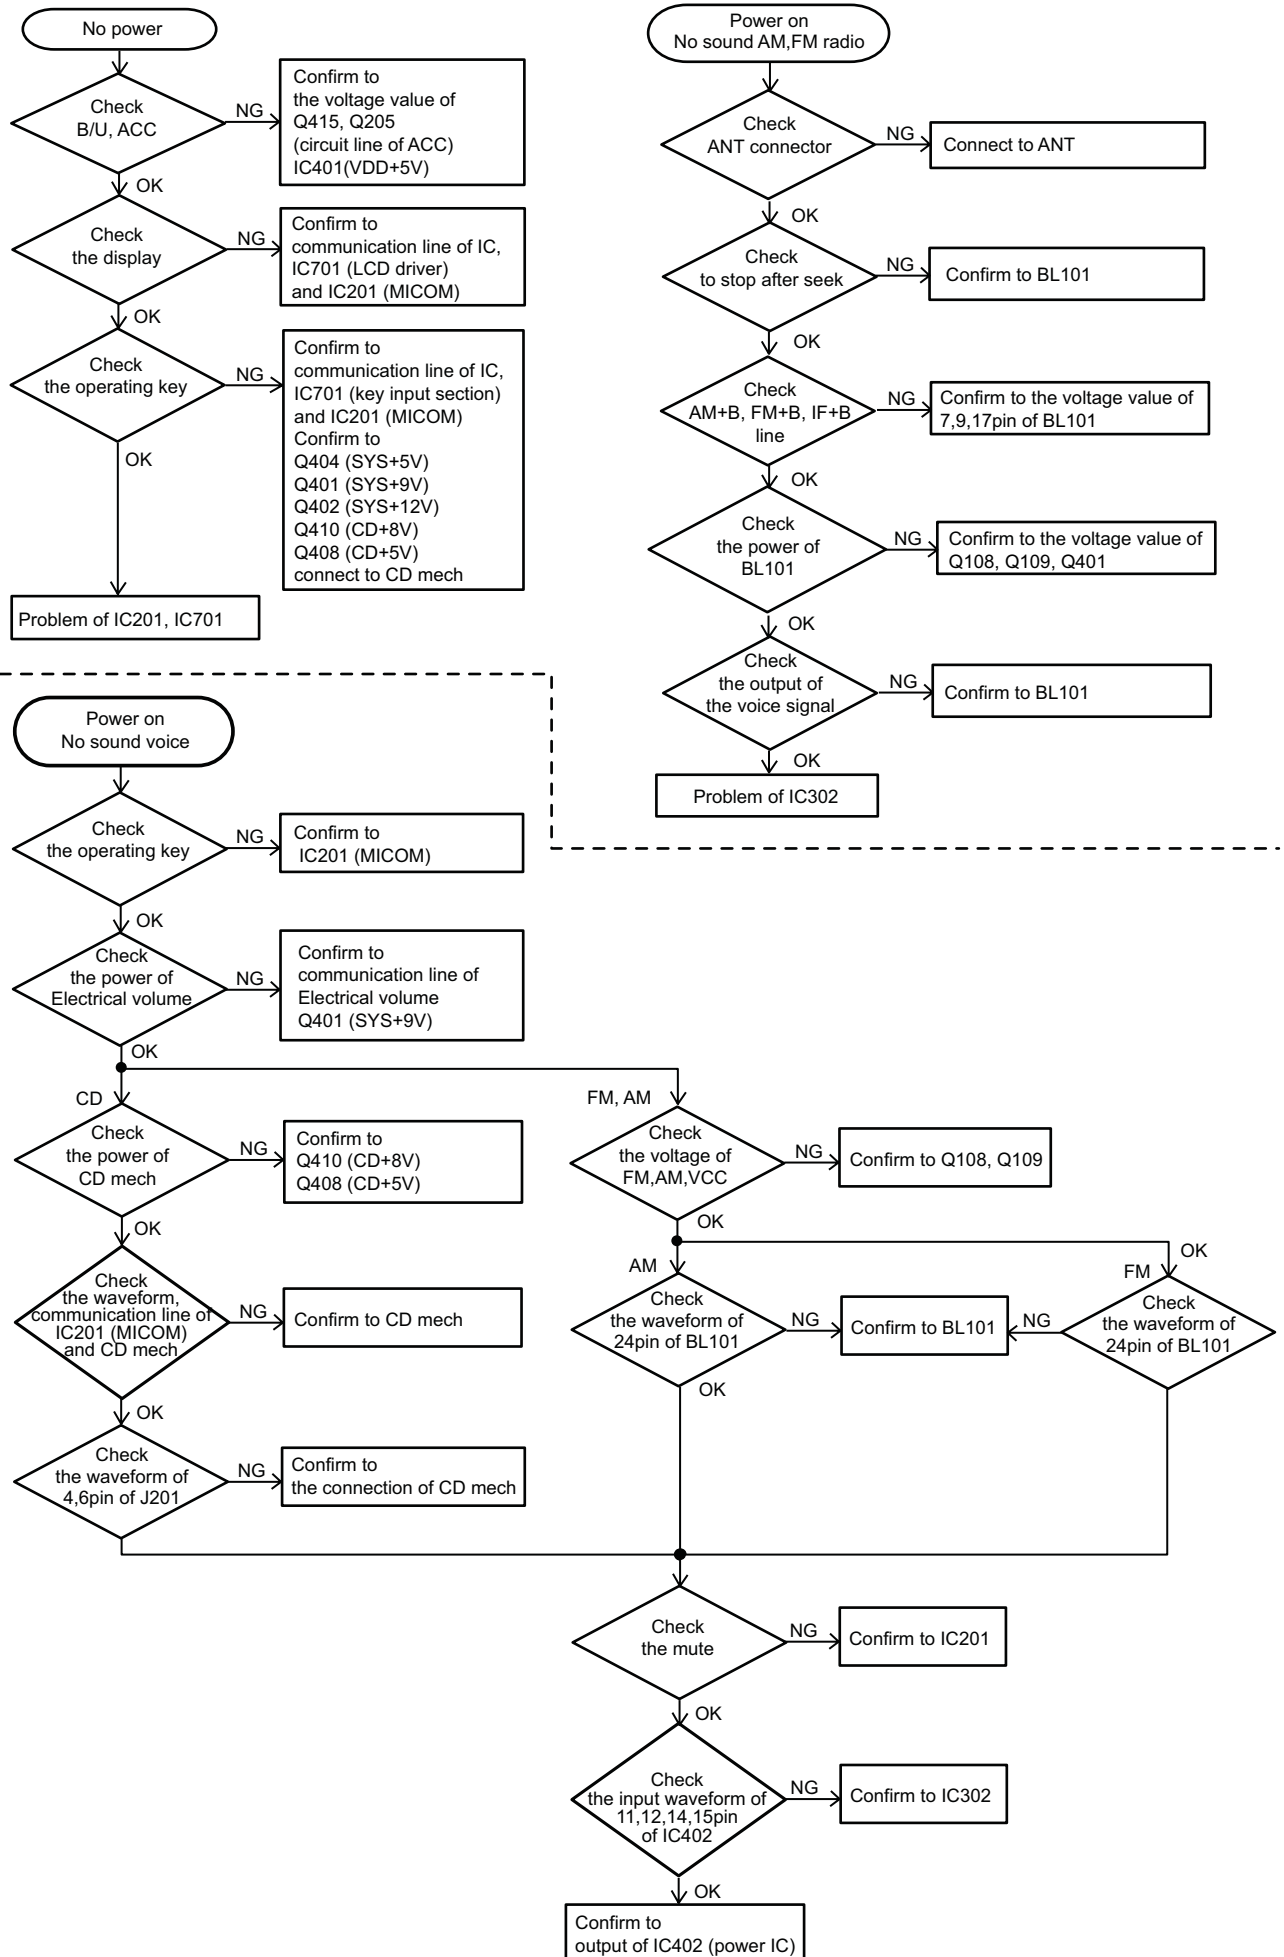 No power
Check
B/U, ACC
NG
Confirm to
the voltage value of
Q415, Q205
(circuit line of ACC)
IC401(VDD+5V)
OK
Check
the display
NG
Confirm to
communication line of IC,
IC701 (LCD driver)
and IC201 (MICOM)
OK
Check
the operating key
NG
Confirm to
communication line of IC,
IC701 (key input section)
and IC201 (MICOM)
Confirm to
Q404 (SYS+5V)
Q401 (SYS+9V)
Q402 (SYS+12V)
Q410 (CD+8V)
Q408 (CD+5V)
connect to CD mech
OK
Problem of IC201, IC701
Power on
No sound AM,FM radio
Check
ANT connector
NG
Connect to ANT
OK
Check
to stop after seek
NG
Confirm to BL101
OK
Check
AM+B, FM+B, IF+B
line
NG
Confirm to the voltage value of
7,9,17pin of BL101
OK
Check
the power of
BL101
NG
Confirm to the voltage value of
Q108, Q109, Q401
OK
Check
the output of
the voice signal
NG
Confirm to BL101
OK
Problem of IC302
Power on
No sound voice
Check
the operating key
NG
Confirm to
IC201 (MICOM)
OK
Check
the power of
Electrical volume
NG
Confirm to
communication line of
Electrical volume
Q401 (SYS+9V)
OK
CD
Check
the power of
CD mech
NG
Confirm to
Q410 (CD+8V)
Q408 (CD+5V)
OK
Check
the waveform,
communication line of
IC201 (MICOM)
and CD mech
NG
Confirm to CD mech
OK
Check
the waveform of
4,6pin of J201
NG
Confirm to
the connection of CD mech
FM, AM
Check
the voltage of
FM,AM,VCC
NG
Confirm to Q108, Q109
OK
AM
Check
the waveform of
24pin of BL101
NG
Confirm to BL101
NG
OK
FM
Check
the waveform of
24pin of BL101
OK
Check
the mute
NG
Confirm to IC201
OK
Check
the input waveform of
11,12,14,15pin
of IC402
NG
Confirm to IC302
OK
Confirm to
output of IC402 (power IC)